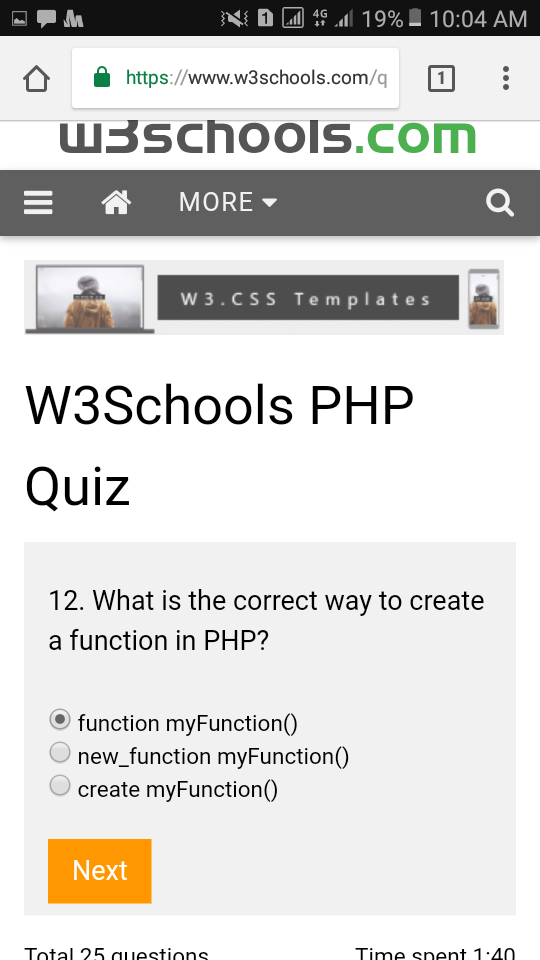 4G 19% 10:04 AM
https://www.w3schools.com/q
1
w3schools.com
MORE
W3.CSS Templates
W3Schools PHP
Quiz
12. What is the correct way to create
a function in PHP?
function myFunction()
new_function myFunction()
create myFunction()
Next
Total 25 questions
Time spent 1:40